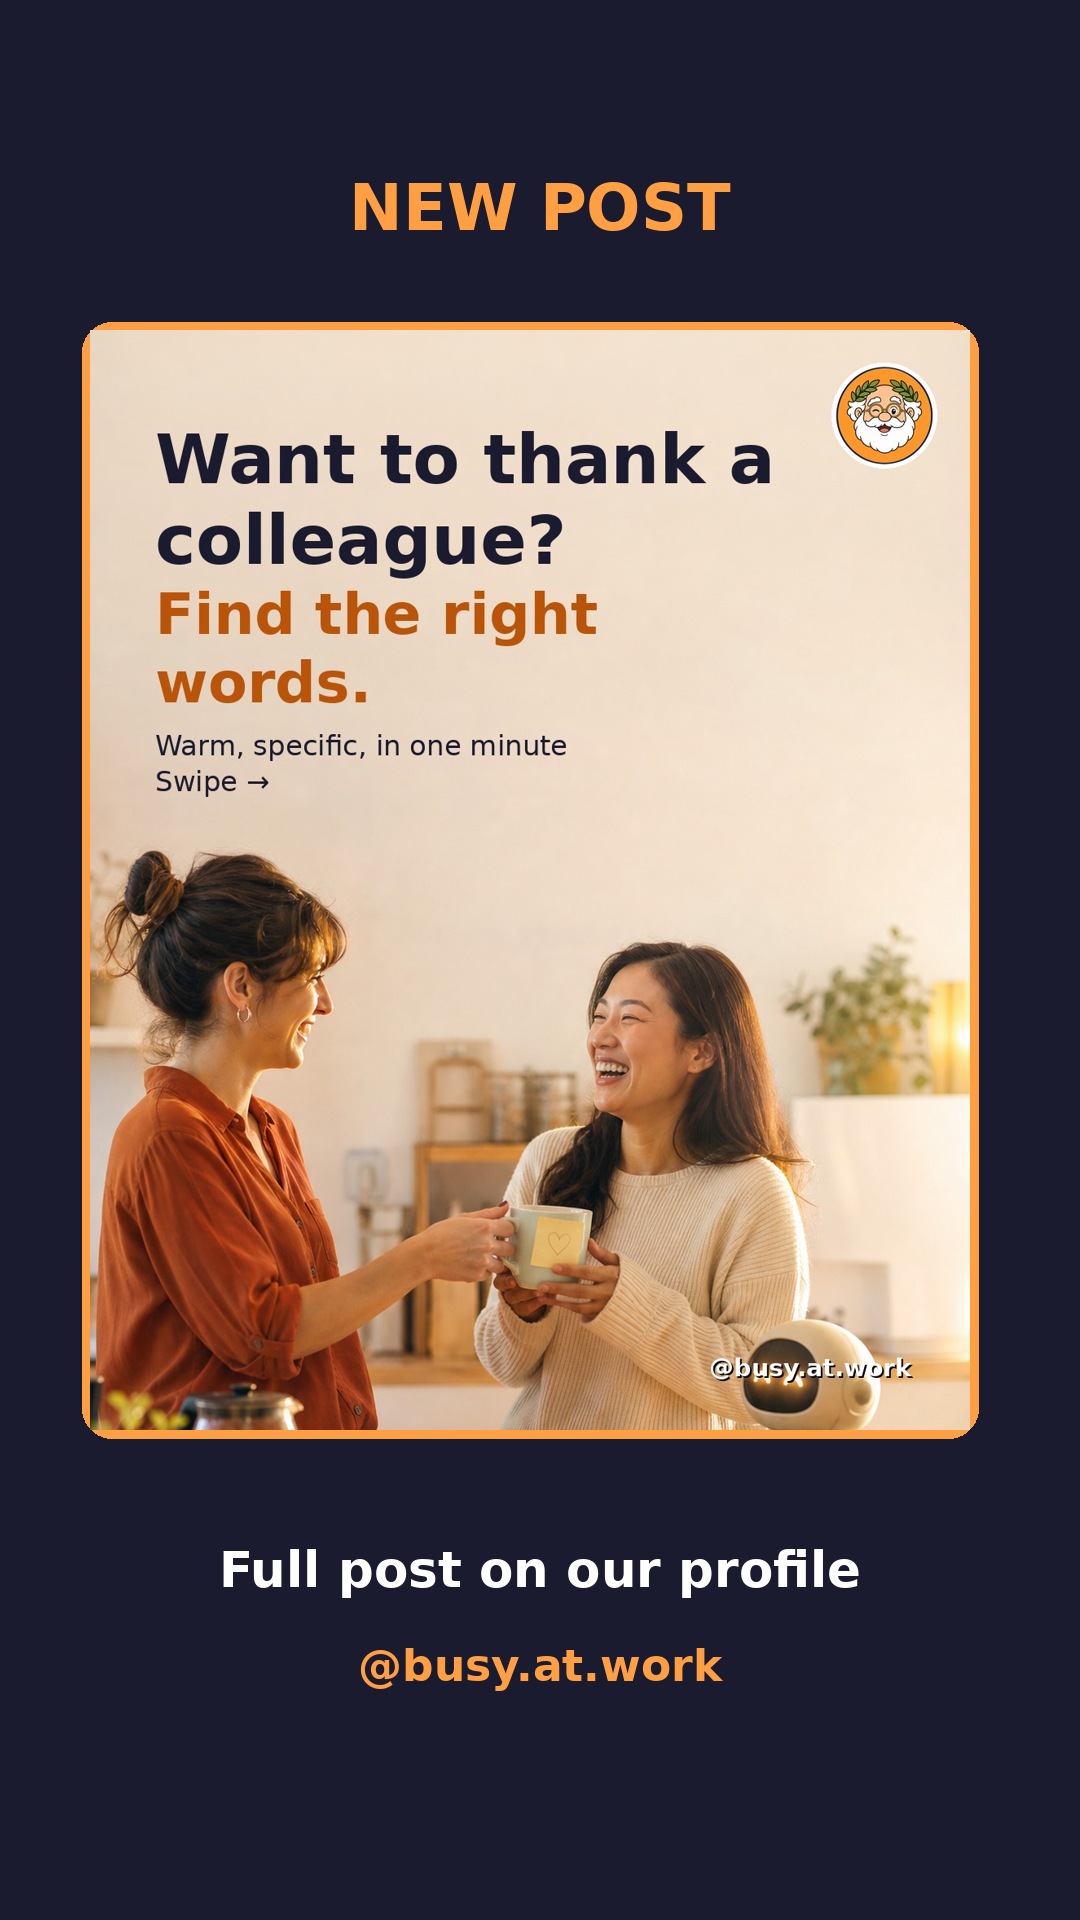 NEW POST
Want to thank a
colleague?
Find the right
words.
Warm, specific, in one minute
Swipe →
@busy.at.work
Full post on our profile
@busy.at.work